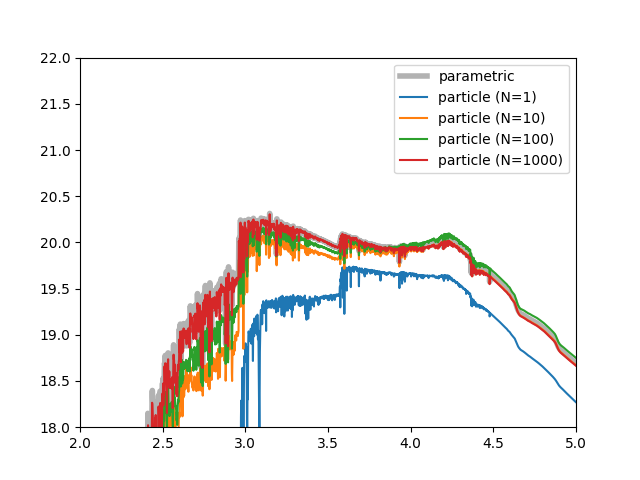 22.0
21.5
21.0
20.5
20.0
19.5
19.0
18.5
18.0
2.0 2.5 3.0 3.5 4.0 4.5 5.0
parametric
particle (N=1)
particle (N=10)
particle (N=100)
particle (N=1000)